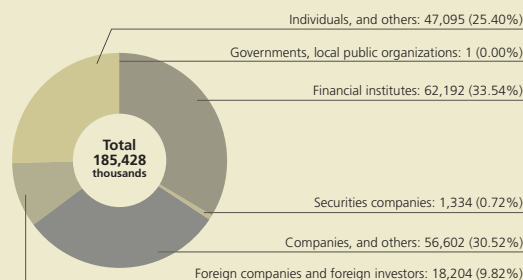 Individuals, and others: 47,095 (25.40%)
Governments, local public organizations: 1 (0.00%)
Financial institutes: 62,192 (33.54%)
Total
185,428
thousands
Securities companies: 1,334 (0.72%)
Companies, and others: 56,602 (30.52%)
Foreign companies and foreign investors: 18,204 (9.82%)